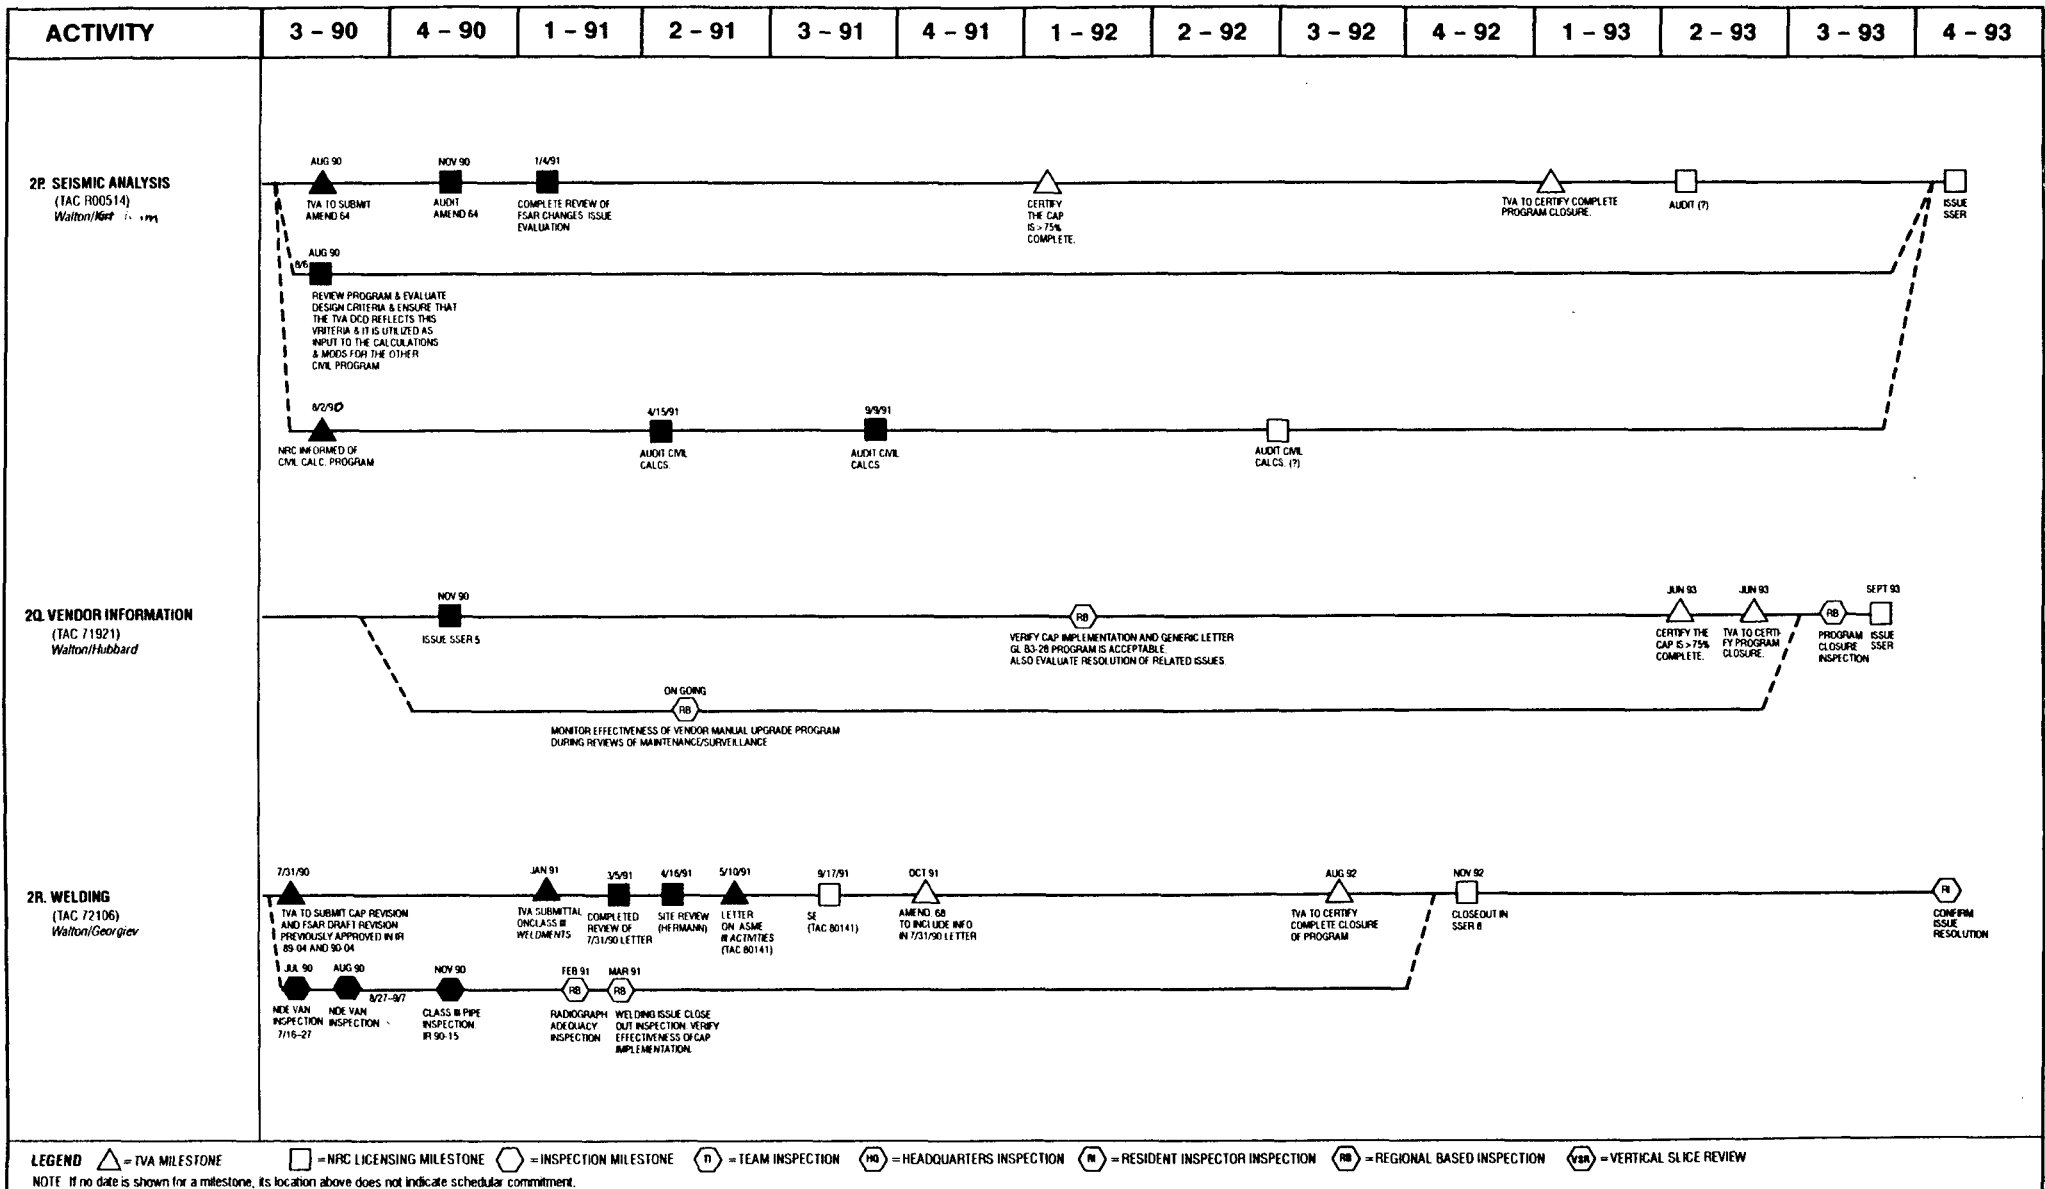 ACTIVITY 3 – 90 4 – 90 1 – 91 2 – 91 3 – 91 4 – 91 1 – 92 2 – 92 3 – 92 4 – 92 1 – 93 2 – 93 3 – 93 4 – 93
2P. SEISMIC ANALYSIS
(TAC R00514)
Walton/
AUG 90
TVA TO SUBMIT
AMEND 64
NOV 90
AUDIT
AMEND 64
1/4/91
COMPLETE REVIEW OF
FSAR CHANGES ISSUE
EVALUATION
CERTIFY
THE CAP
IS >75%
COMPLETE.
TVA TO CERTIFY COMPLETE
PROGRAM CLOSURE.
AUDIT (?)
ISSUE
SSER
8/6
AUG 90
REVIEW PROGRAM & EVALUATE
DESIGN CRITERIA & ENSURE THAT
THE TVA DCD REFLECTS THIS
VRITERIA & IT IS UTILIZED AS
INPUT TO THE CALCULATIONS
& MODS FOR THE OTHER
CIVIL PROGRAM
8/2/90
NRC INFORMED OF
CIVIL CALC. PROGRAM
4/15/91
AUDIT CIVIL
CALCS.
9/9/91
AUDIT CIVIL
CALCS
AUDIT CIVIL
CALCS. (?)
2Q. VENDOR INFORMATION
(TAC 71921)
Walton/Hubbard
NOV 90
ISSUE SSER 5
RB
VERIFY CAP IMPLEMENTATION AND GENERIC LETTER
GL 83-28 PROGRAM IS ACCEPTABLE.
ALSO EVALUATE RESOLUTION OF RELATED ISSUES.
JUN 93
CERTIFY THE
CAP IS >75%
COMPLETE.
JUN 93
TVA TO CERTI-
FY PROGRAM
CLOSURE.
RB
PROGRAM
CLOSURE
INSPECTION
SEPT 93
ISSUE
SSER
ON GOING
RB
MONITOR EFFECTIVENESS OF VENDOR MANUAL UPGRADE PROGRAM
DURING REVIEWS OF MAINTENANCE/SURVEILLANCE
2R. WELDING
(TAC 72106)
Walton/Georgiev
7/31/90
TVA TO SUBMIT CAP REVISION
AND FSAR DRAFT REVISION
PREVIOUSLY APPROVED IN IR
89-04 AND 90-04
JAN 91
TVA SUBMITTAL
ONCLASS III
WELDMENTS
3/5/91
COMPLETED
REVIEW OF
7/31/90 LETTER
4/16/91
SITE REVIEW
(HERMANN)
5/10/91
LETTER
ON ASME
III ACTIVITIES
(TAC 80141)
9/17/91
SE
(TAC 80141)
OCT 91
AMEND. 68
TO INCLUDE INFO
IN 7/31/90 LETTER
AUG 92
TVA TO CERTIFY
COMPLETE CLOSURE
OF PROGRAM
NOV 92
CLOSEOUT IN
SSER 8
RI
CONFIRM
ISSUE
RESOLUTION
JUL 90
NDE VAN
INSPECTION
7/16–27
AUG 90
8/27–9/7
NDE VAN
INSPECTION
NOV 90
CLASS III PIPE
INSPECTION
IR 90-15
FEB 91
RB
RADIOGRAPH
ADEQUACY
INSPECTION
MAR 91
RB
WELDING ISSUE CLOSE
OUT INSPECTION. VERIFY
EFFECTIVENESS OF CAP
IMPLEMENTATION.
LEGEND = TVA MILESTONE = NRC LICENSING MILESTONE = INSPECTION MILESTONE TI = TEAM INSPECTION HQ = HEADQUARTERS INSPECTION RI = RESIDENT INSPECTOR INSPECTION RB = REGIONAL BASED INSPECTION VSR = VERTICAL SLICE REVIEW
NOTE If no date is shown for a milestone, its location above does not indicate schedular commitment.